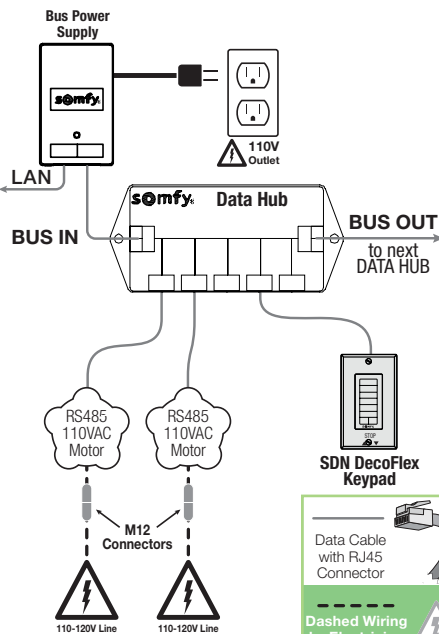 Bus Power
Supply
somfy
110V
Outlet
LAN
somfy
Data Hub
BUS IN
BUS OUT
to next
DATA HUB
RS485
110VAC
Motor
RS485
110VAC
Motor
STOP
SDN DecoFlex
Keypad
M12
Connectors
110-120V Line
110-120V Line
Data Cable
with RJ45
Connector
Dashed Wiring